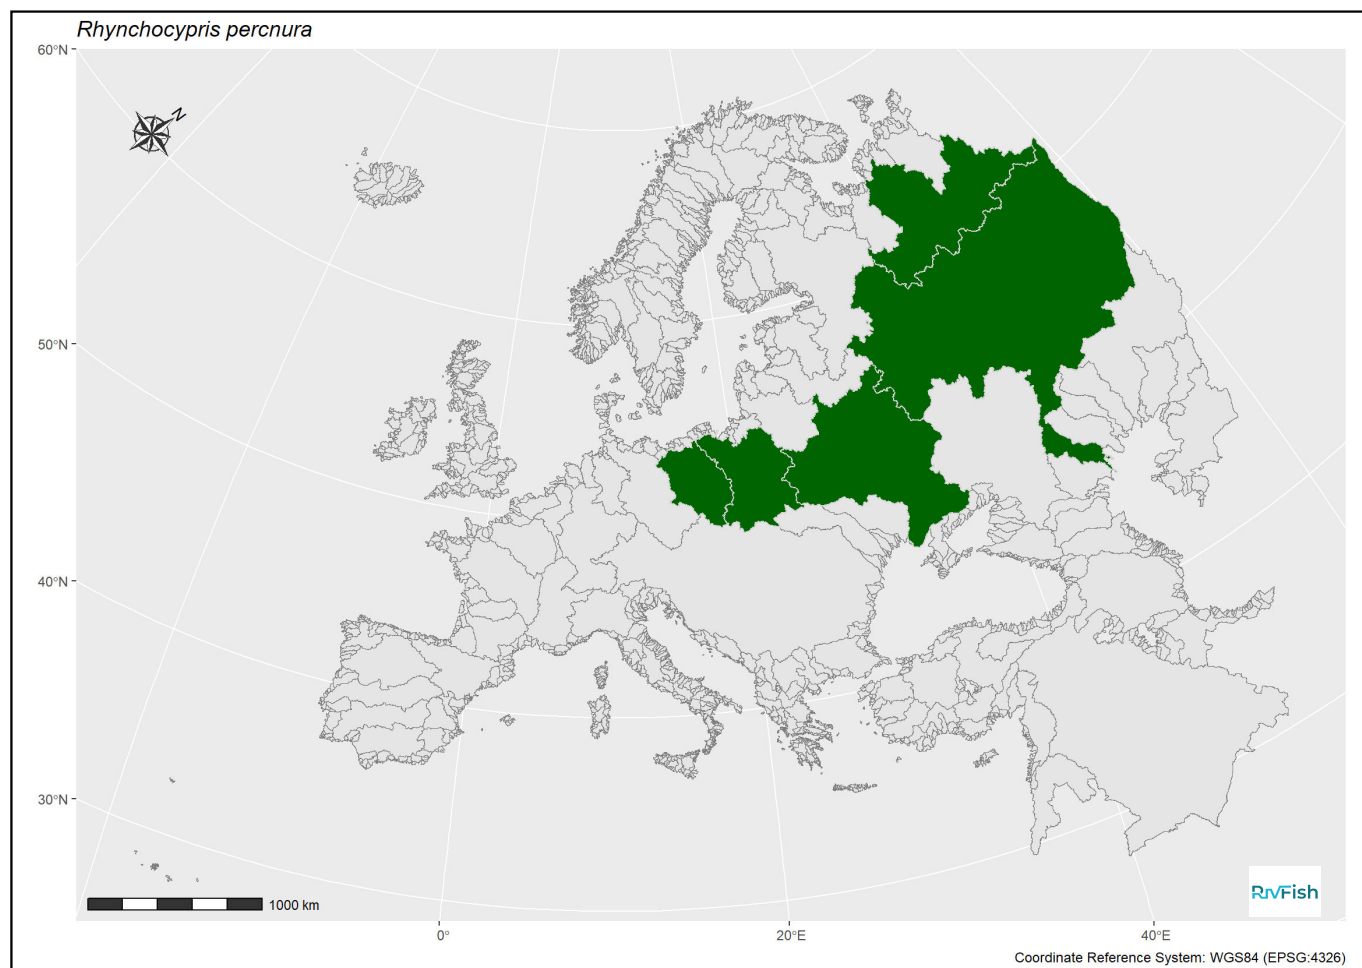 Rhynchocypris percnura
60°N
N
50°N
40°N
30°N
1000 km
RivFish
0°
20°E
40°E
Coordinate Reference System: WGS84 (EPSG:4326)